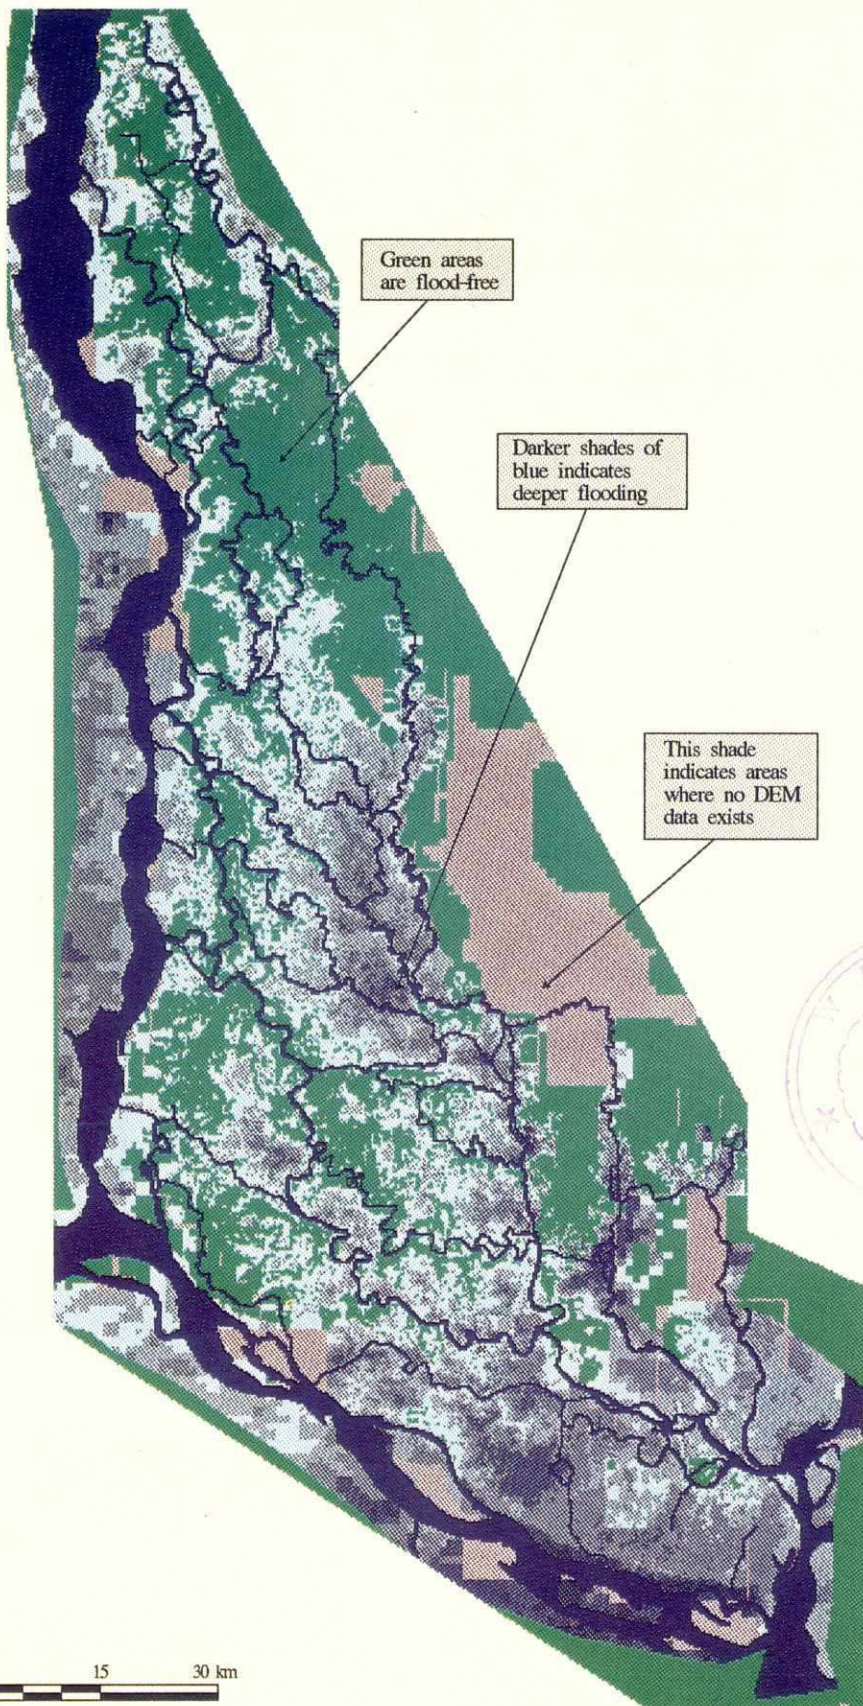 Green areas
are flood-free
Darker shades of
blue indicates
deeper flooding
This shade
indicates areas
where no DEM
data exists
15 30 km